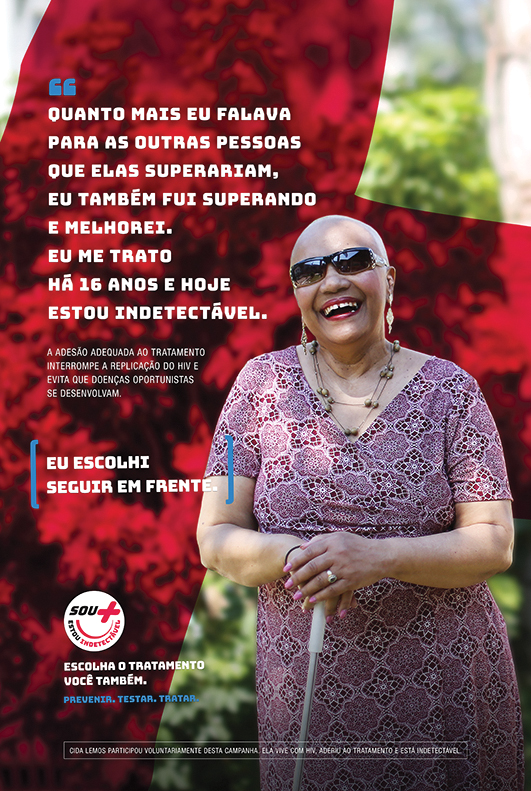 “
QUANTO MAIS EU FALAVA
PARA AS OUTRAS PESSOAS
QUE ELAS SUPERARIAM,
EU TAMBÉM FUI SUPERANDO
E MELHOREI.
EU ME TRATO
HÁ 16 ANOS E HOJE
ESTOU INDETECTÁVEL.
A ADESÃO ADEQUADA AO TRATAMENTO
INTERROMPE A REPLICAÇÃO DO HIV E
EVITA QUE DOENÇAS OPORTUNISTAS
SE DESENVOLVAM.
[EU ESCOLHI
SEGUIR EM FRENTE.]
SOU+
ESTOU INDETECTÁVEL
ESCOLHA O TRATAMENTO
VOCÊ TAMBÉM.
PREVENIR. TESTAR. TRATAR.
CIDA LEMOS PARTICIPOU VOLUNTARIAMENTE DESTA CAMPANHA. ELA VIVE COM HIV, ADERIU AO TRATAMENTO E ESTÁ INDETECTÁVEL.